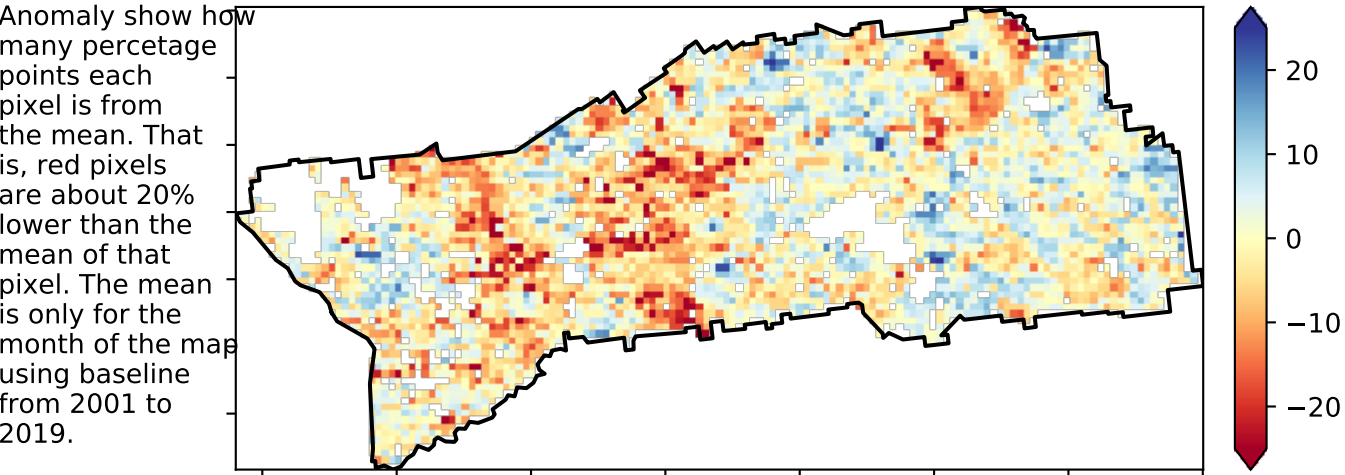 Anomaly show how
many percetage
points each
pixel is from
the mean. That
is, red pixels
are about 20%
lower than the
mean of that
pixel. The mean
is only for the
month of the map
using baseline
from 2001 to
2019.
20
10
0
−10
−20